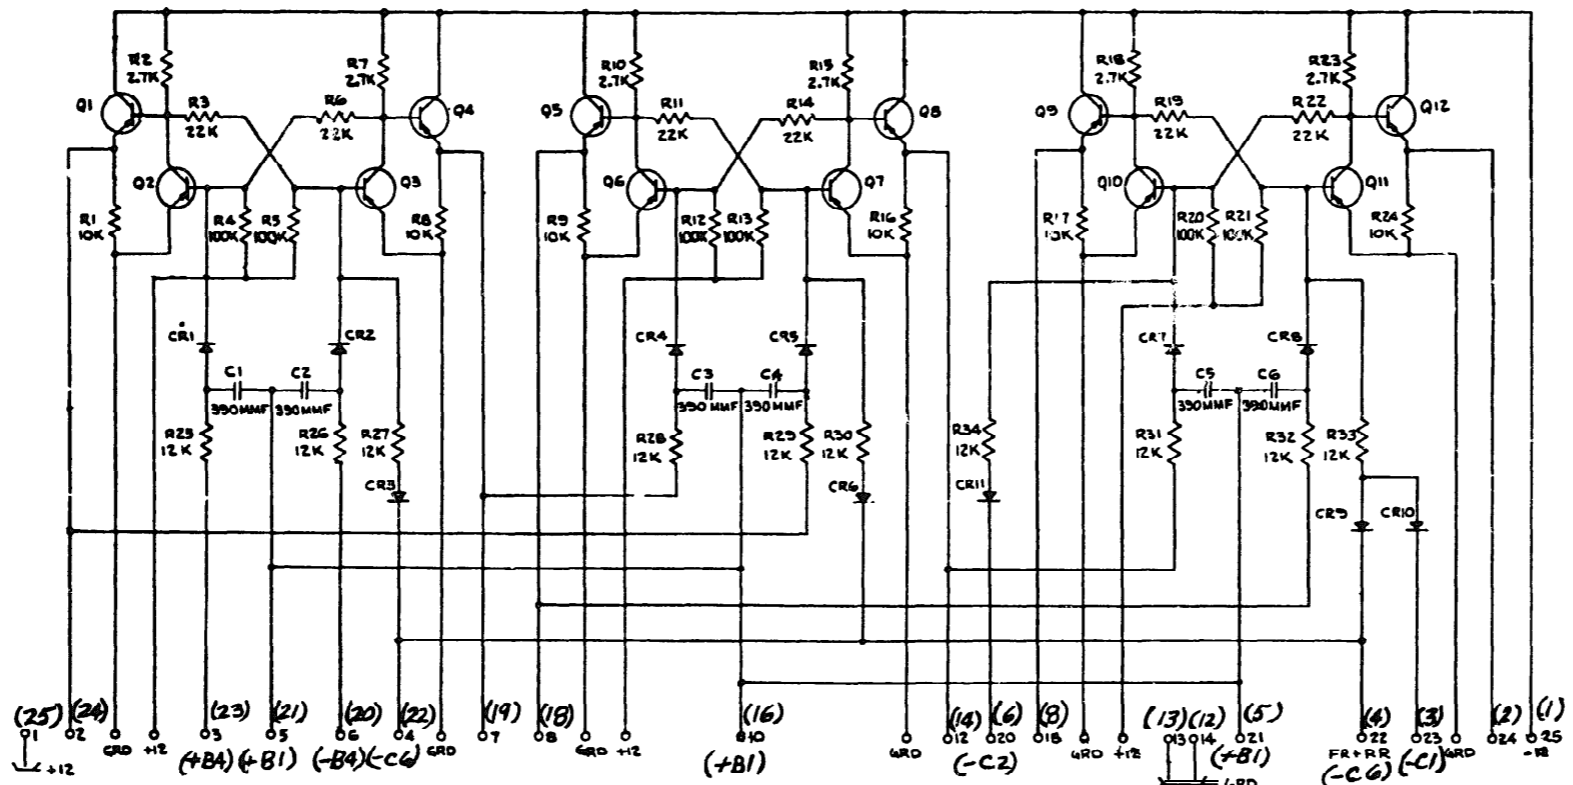 R2
2.7K
R7
2.7K
R10
2.7K
R15
2.7K
R18
2.7K
R23
2.7K
Q1
R3
22K
R6
22K
Q4
Q5
R11
22K
R14
22K
Q8
Q9
R19
22K
R22
22K
Q12
Q2
Q3
Q6
Q7
Q10
Q11
R1
10K
R4
100K
R5
100K
R8
10K
R9
10K
R12
100K
R13
100K
R16
10K
R17
10K
R20
100K
R21
100K
R24
10K
CR1
CR2
CR4
CR5
CR7
CR8
C1
390MMF
C2
390MMF
C3
390MMF
C4
390MMF
C5
390MMF
C6
390MMF
R25
12K
R26
12K
R27
12K
R28
12K
R29
12K
R30
12K
R34
12K
R31
12K
R32
12K
R33
12K
CR3
CR6
CR11
CR9
CR10
(25) (24) (23) (21) (20) (22) (19) (18) (16) (14) (6) (8) (13) (12) (5) (4) (3) (2) (1)
1 2 GRD +12 3 5 6 4 GRD 7 8 GRD +12 10 GRD 12 20 18 GRD +12 13 14 21 22 23 GRD 24 25
+12
(+B4) (+B1) (-B4) (-C6)
(+B1)
(-C2)
GRD
(+B1)
FR+RR
(-C6)
(-C1)